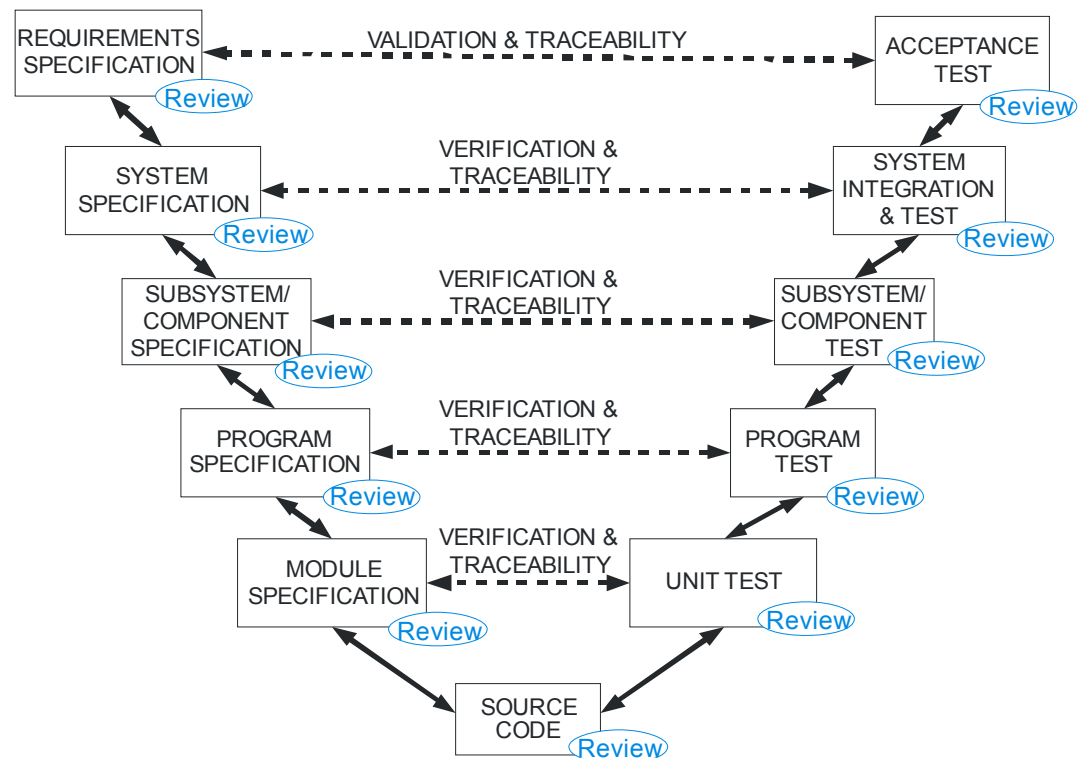 REQUIREMENTS
SPECIFICATION
Review
VALIDATION & TRACEABILITY
ACCEPTANCE
TEST
Review
SYSTEM
SPECIFICATION
Review
VERIFICATION &
TRACEABILITY
SYSTEM
INTEGRATION
& TEST
Review
SUBSYSTEM/
COMPONENT
SPECIFICATION
Review
VERIFICATION &
TRACEABILITY
SUBSYSTEM/
COMPONENT
TEST
Review
PROGRAM
SPECIFICATION
Review
VERIFICATION &
TRACEABILITY
PROGRAM
TEST
Review
MODULE
SPECIFICATION
Review
VERIFICATION &
TRACEABILITY
UNIT TEST
Review
SOURCE
CODE
Review